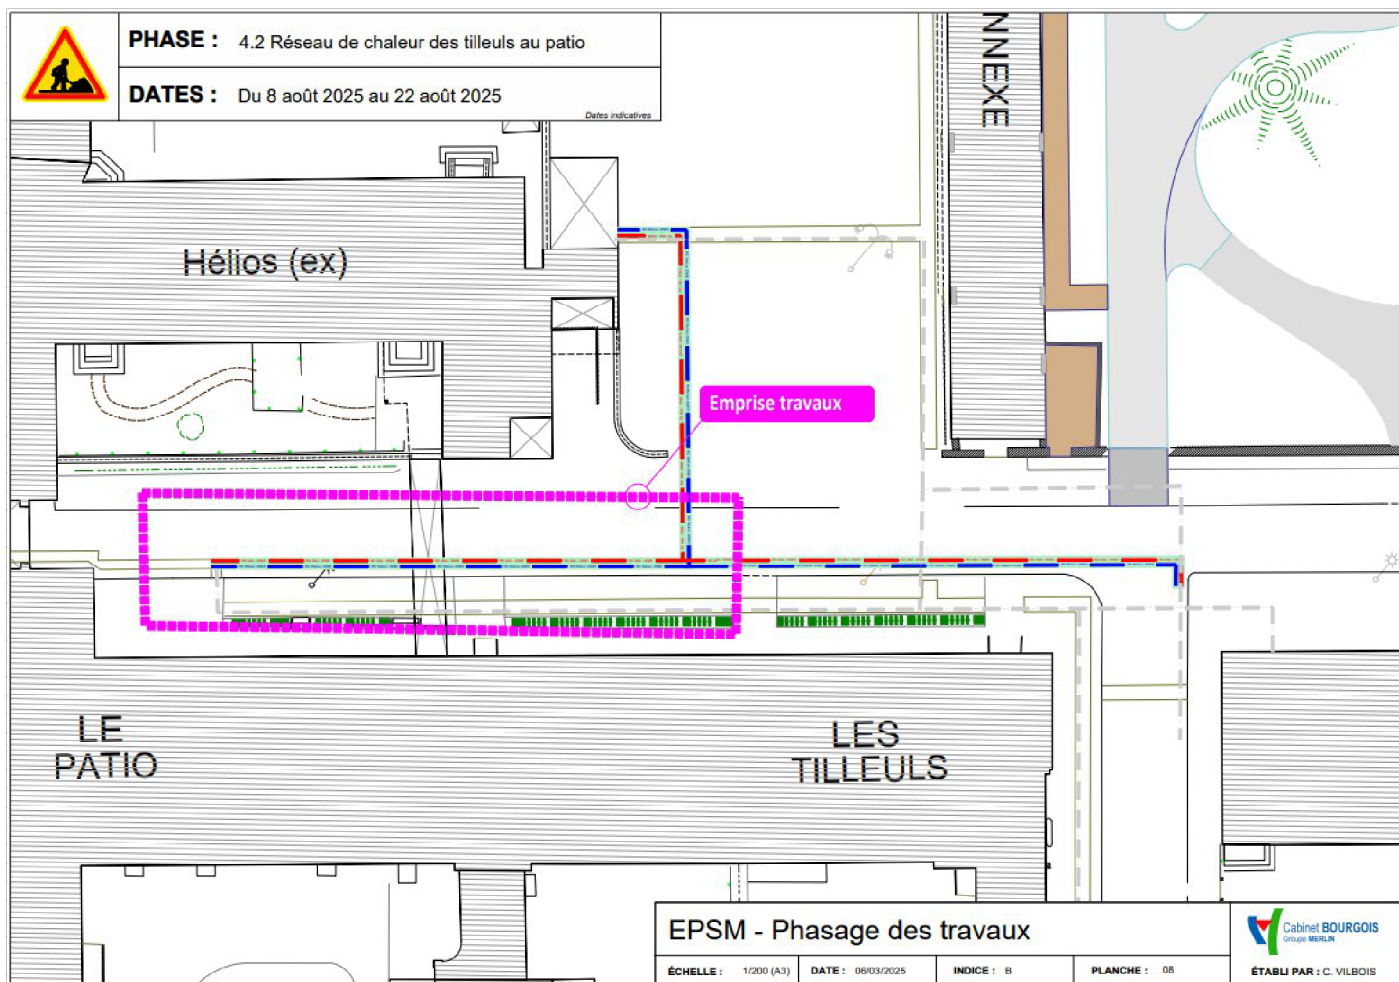 PHASE : 4.2 Réseau de chaleur des tilleuls au patio
DATES : Du 8 août 2025 au 22 août 2025
Dates indicatives
NNEXE
Hélios (ex)
Emprise travaux
LE
PATIO
LES
TILLEULS
EPSM - Phasage des travaux
Cabinet BOURGOIS
Groupe MERLIN
ÉCHELLE : 1/200 (A3) DATE : 06/03/2025 INDICE : B PLANCHE : 08 ÉTABLI PAR : C. VILBOIS